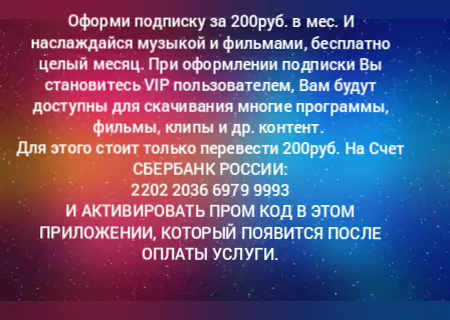 Оформи подписку за 200руб. в мес. И
наслаждайся музыкой и фильмами, бесплатно
целый месяц. При оформлении подписки Вы
становитесь VIP пользователем, Вам будут
доступны для скачивания многие программы,
фильмы, клипы и др. контент.
Для этого стоит только перевести 200руб. На Счет
СБЕРБАНК РОССИИ:
2202 2036 6979 9993
И АКТИВИРОВАТЬ ПРОМ КОД В ЭТОМ
ПРИЛОЖЕНИИ, КОТОРЫЙ ПОЯВИТСЯ ПОСЛЕ
ОПЛАТЫ УСЛУГИ.